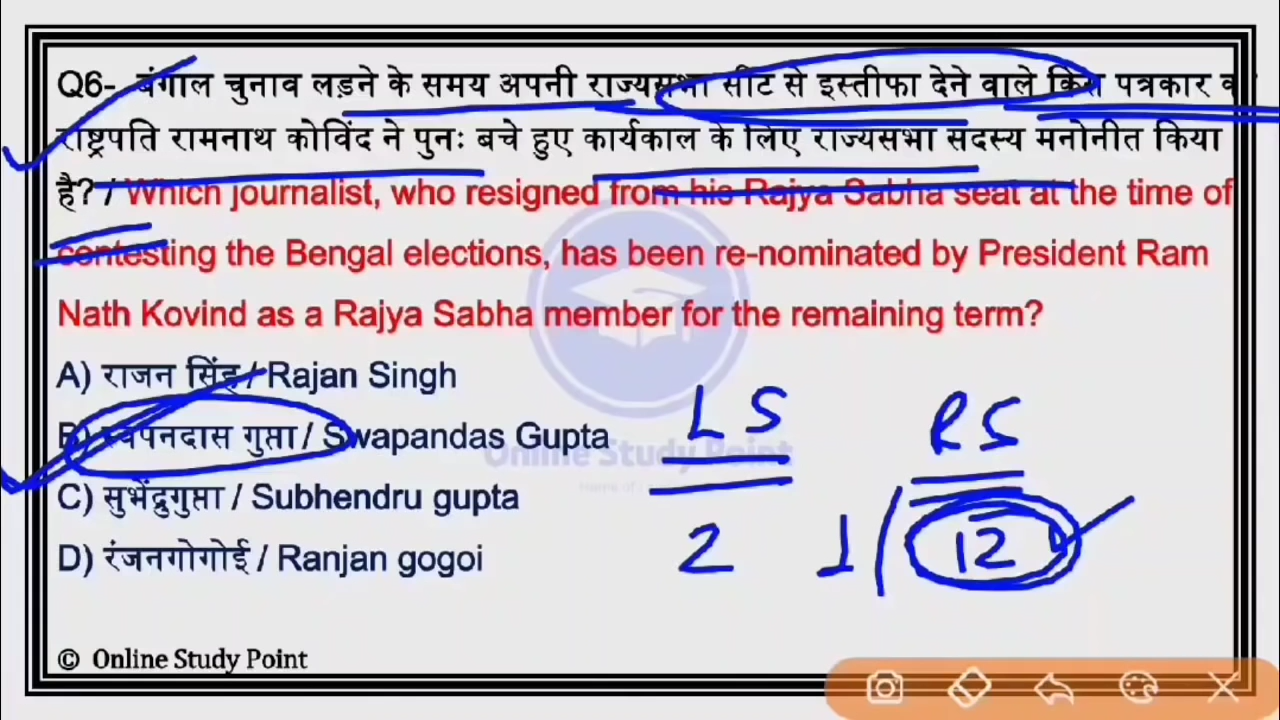 Q6- बंगाल चुनाव लड़ने के समय अपनी राज्यसभा सीट से इस्तीफा देने वाले किस पत्रकार
राष्ट्रपति रामनाथ कोविंद ने पुनः बचे हुए कार्यकाल के लिए राज्यसभा सदस्य मनोनीत किया
है? / Which journalist, who resigned from his Rajya Sabha seat at the time of
contesting the Bengal elections, has been re-nominated by President Ram
Nath Kovind as a Rajya Sabha member for the remaining term?
A) राजन सिंह / Rajan Singh
LS RS
B) स्वपनदास गुप्ता / Swapandas Gupta
Online Study Point
C) सुभेंद्रुगुप्ता / Subhendru gupta
2 1 12
D) रंजनगोगोई / Ranjan gogoi
© Online Study Point